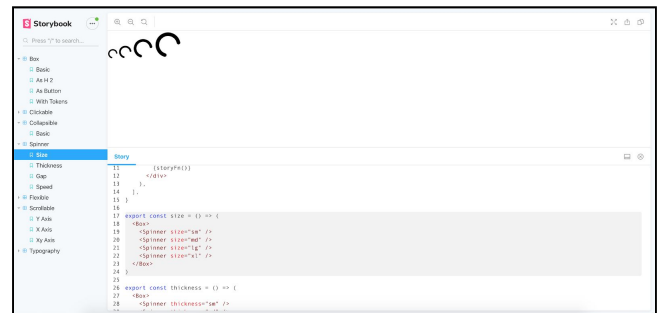 Storybook
Press "/" to search...
Box
Basic
As H 2
As Button
With Tokens
Clickable
Collapsible
Basic
Spinner
Size
Thickness
Gap
Speed
Flexible
Scrollable
Y Axis
X Axis
Xy Axis
Typography
Story
11 {storyFn()}
12 </div>
13 ),
14 ],
15 }
16
17 export const size = () => (
18 <Box>
19 <Spinner size="sm" />
20 <Spinner size="md" />
21 <Spinner size="lg" />
22 <Spinner size="xl" />
23 </Box>
24 )
25
26 export const thickness = () => (
27 <Box>
28 <Spinner thickness="sm" />